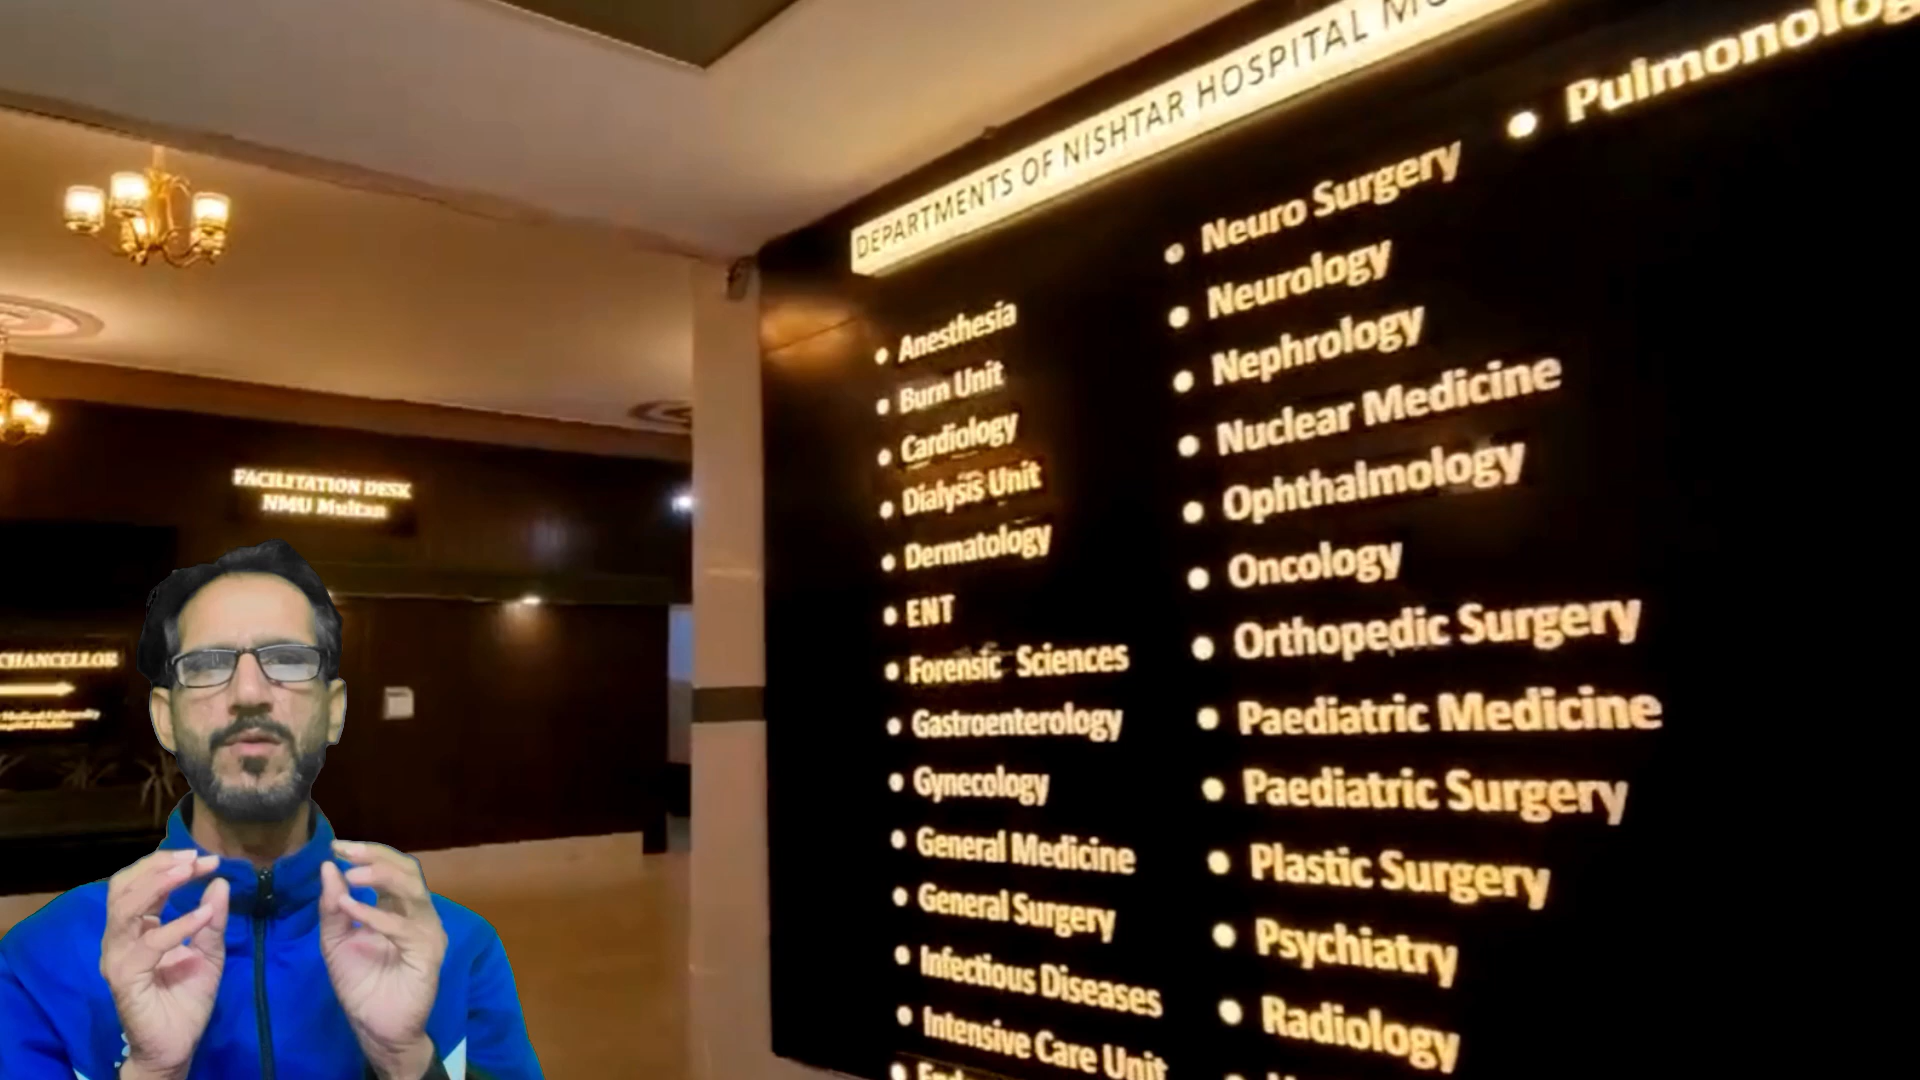 DEPARTMENTS OF NISHTAR HOSPITAL
Anesthesia
Burn Unit
Cardiology
Dialysis Unit
Dermatology
ENT
Forensic Sciences
Gastroenterology
Gynecology
General Medicine
General Surgery
Infectious Diseases
Intensive Care Unit
Neuro Surgery
Neurology
Nephrology
Nuclear Medicine
Ophthalmology
Oncology
Orthopedic Surgery
Paediatric Medicine
Paediatric Surgery
Plastic Surgery
Psychiatry
Radiology
Pulmonolog
FACILITATION DESK
NMU Multan
CHANCELLOR